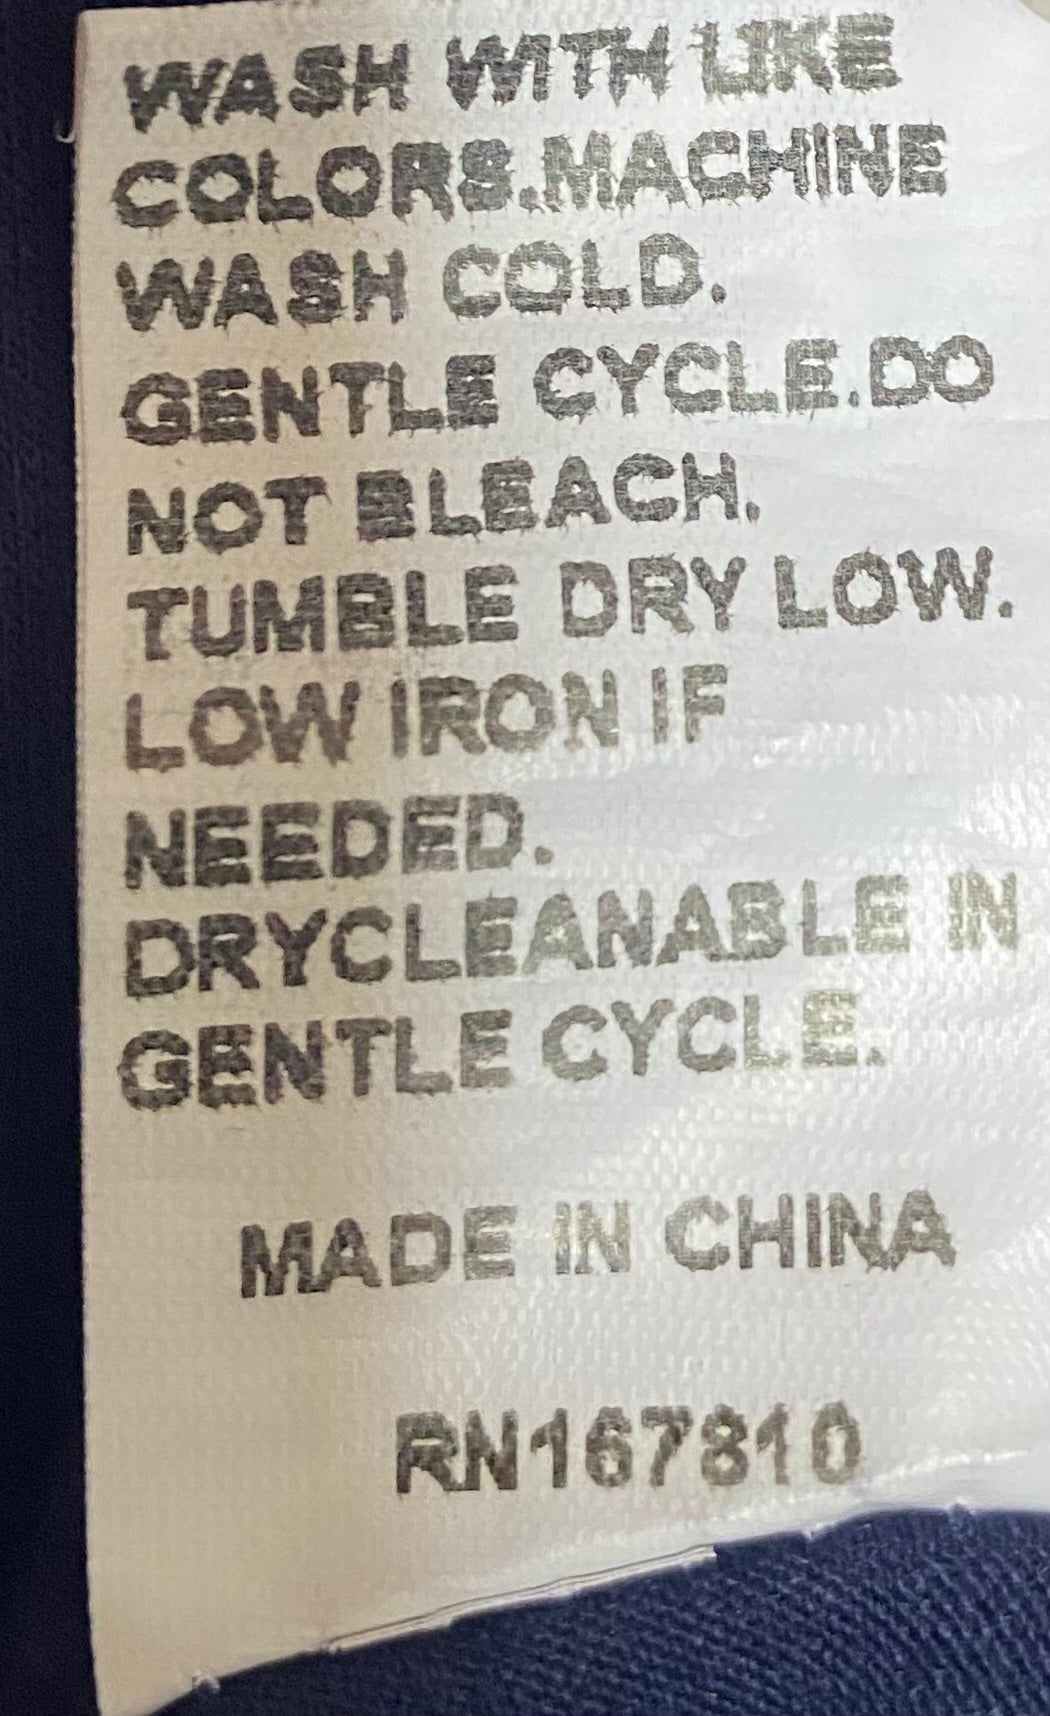 WASH WITH LIKE
COLORS.MACHINE
WASH COLD.
GENTLE CYCLE.DO
NOT BLEACH.
TUMBLE DRY LOW.
LOW IRON IF
NEEDED.
DRYCLEANABLE IN
GENTLE CYCLE.
MADE IN CHINA
RN167810